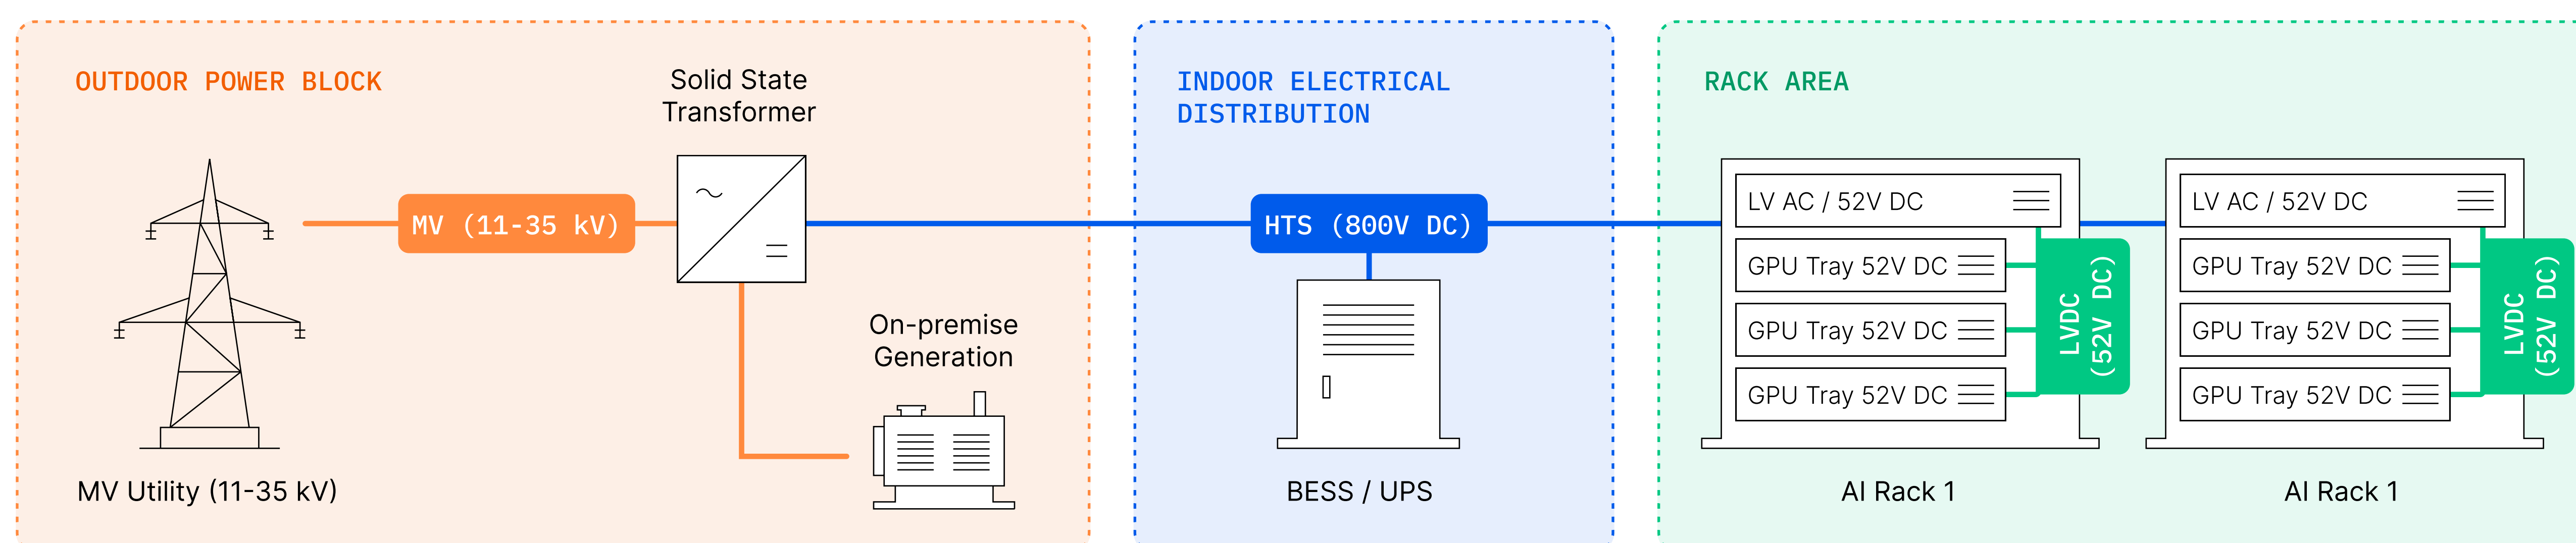 OUTDOOR POWER BLOCK
Solid State
Transformer
MV (11-35 kV)
On-premise
Generation
MV Utility (11-35 kV)
INDOOR ELECTRICAL
DISTRIBUTION
HTS (800V DC)
BESS / UPS
RACK AREA
LV AC / 52V DC
GPU Tray 52V DC
GPU Tray 52V DC
GPU Tray 52V DC
LVDC
(52V DC)
AI Rack 1
LV AC / 52V DC
GPU Tray 52V DC
GPU Tray 52V DC
GPU Tray 52V DC
LVDC
(52V DC)
AI Rack 1